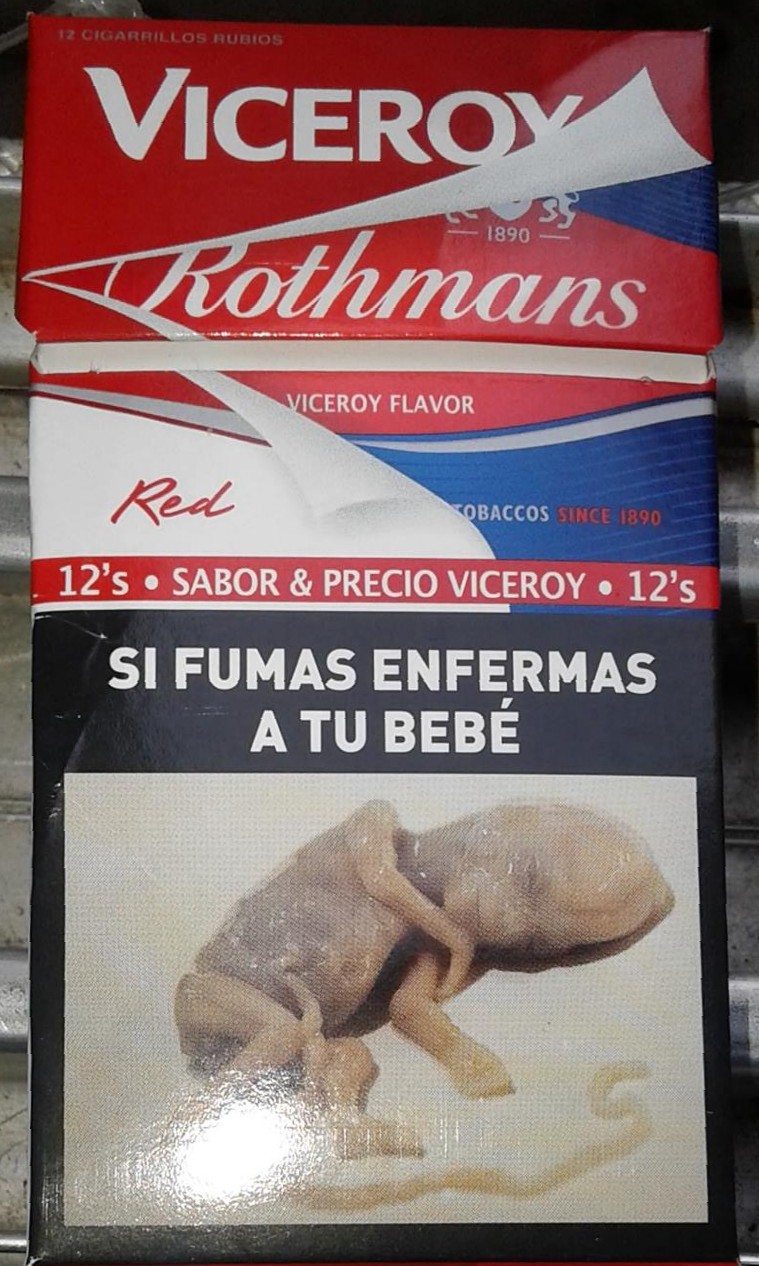 12 CIGARRILLOS RUBIOS
VICEROY
1890
Rothmans
VICEROY FLAVOR
Red
TOBACCOS SINCE 1890
12's • SABOR & PRECIO VICEROY • 12's
SI FUMAS ENFERMAS
A TU BEBÉ